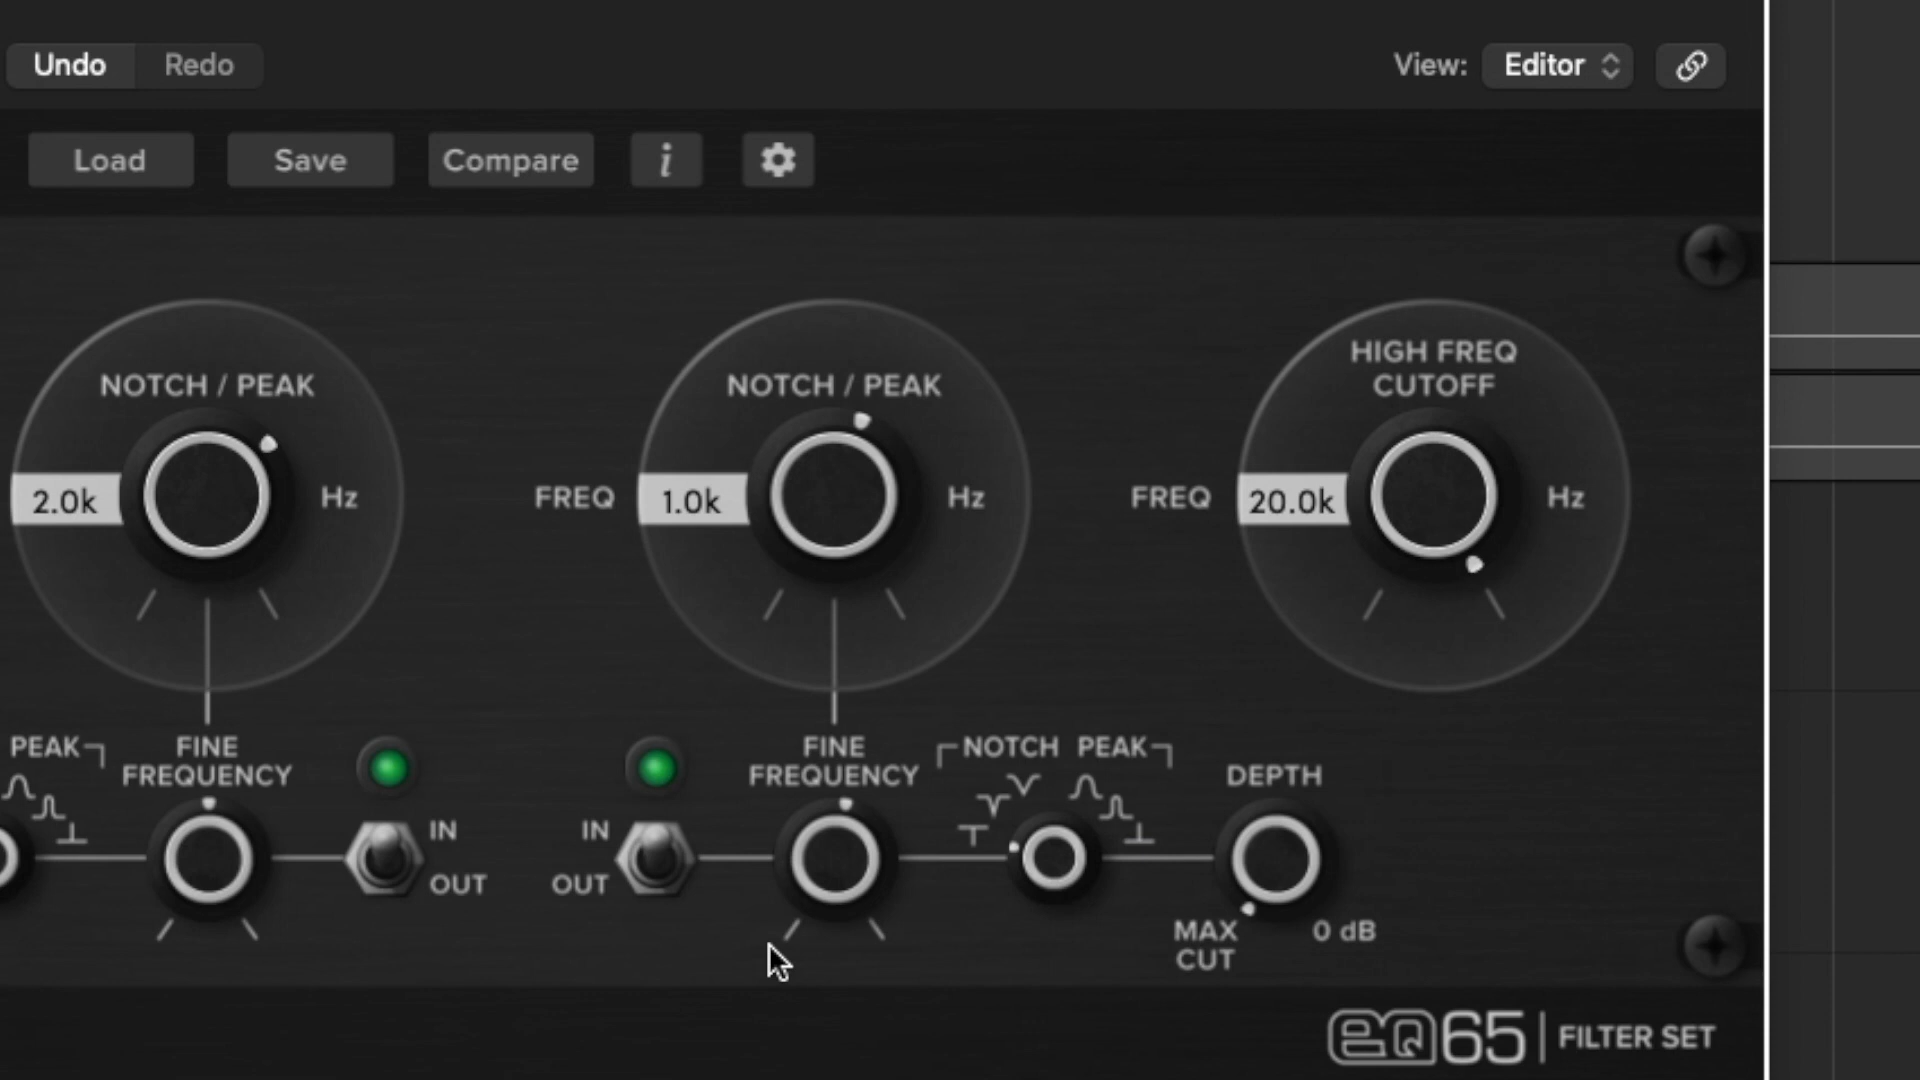 Undo Redo View: Editor
Load Save Compare i
NOTCH / PEAK NOTCH / PEAK HIGH FREQ
CUTOFF
2.0k Hz FREQ 1.0k Hz FREQ 20.0k Hz
PEAK FINE FINE NOTCH PEAK
FREQUENCY FREQUENCY DEPTH
IN IN
OUT OUT
MAX 0 dB
CUT
eQ65 | FILTER SET